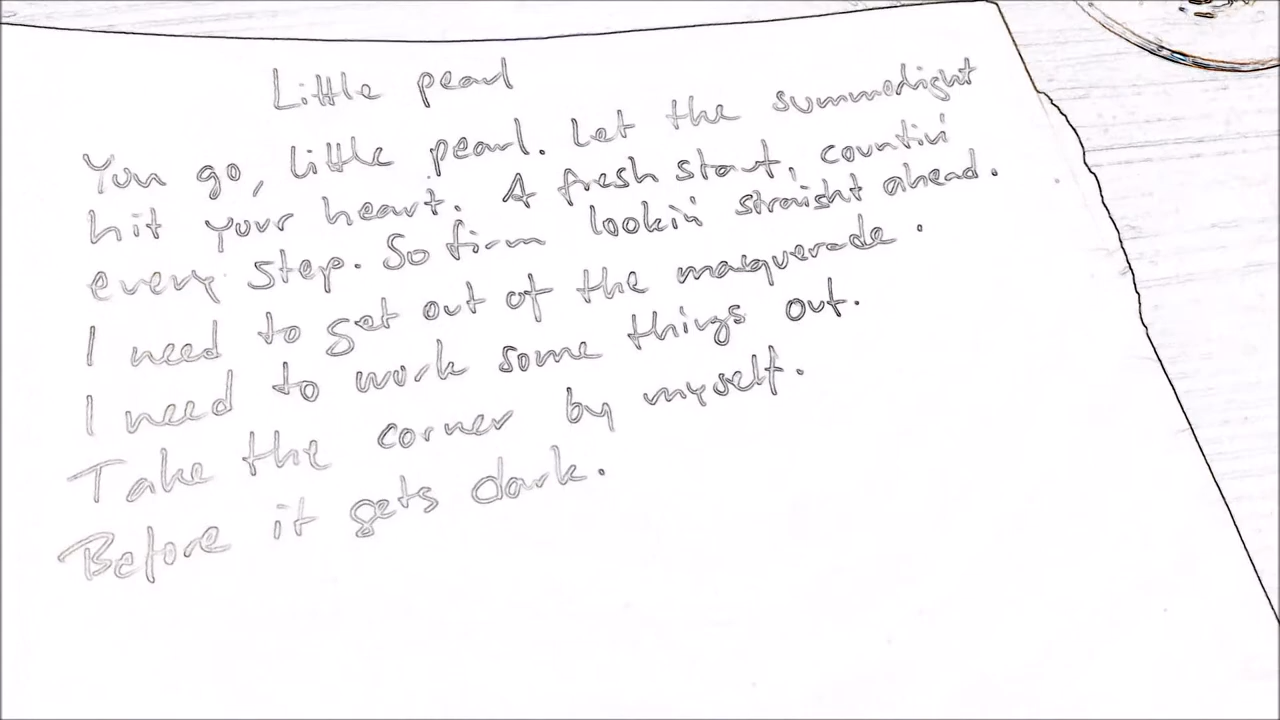 Little pearl
You go, little pearl. Let the summerlight
hit your heart. A fresh start, countin'
every step. So firm lookin' straight ahead.
I need to get out of the masquerade.
I need to work some things out.
Take the corner by myself.
Before it gets dark.